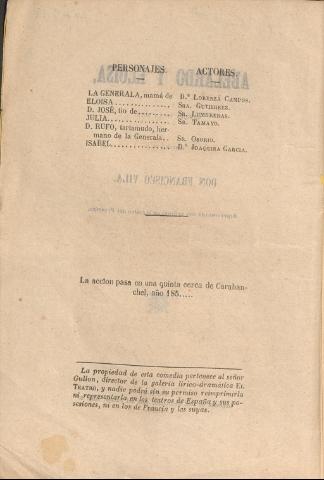 PERSONAJES. ACTORES.
LA GENERALA, mamá de D.ª Lorenza Campos.
ELOISA............... Sra. Gutierrez.
D. JOSÉ, tio de........ Sr. Lumbreras.
JULIA................ Sr. Tamayo.
D. RUFO, tartamudo, her-
mano de la Generala.. Sr. Osorio.
ISABEL............... D.ª Joaquina Garcia.
La accion pasa en una quinta cerca de Caraban-
chel, año 185.....
La propiedad de esta comedia pertenece al señor
Gullon, director de la galería lírico-dramática El
Teatro, y nadie podrá sin su permiso reimprimirla
ni representarla en los teatros de España y sus po-
sesiones, ni en los de Francia y las suyas.